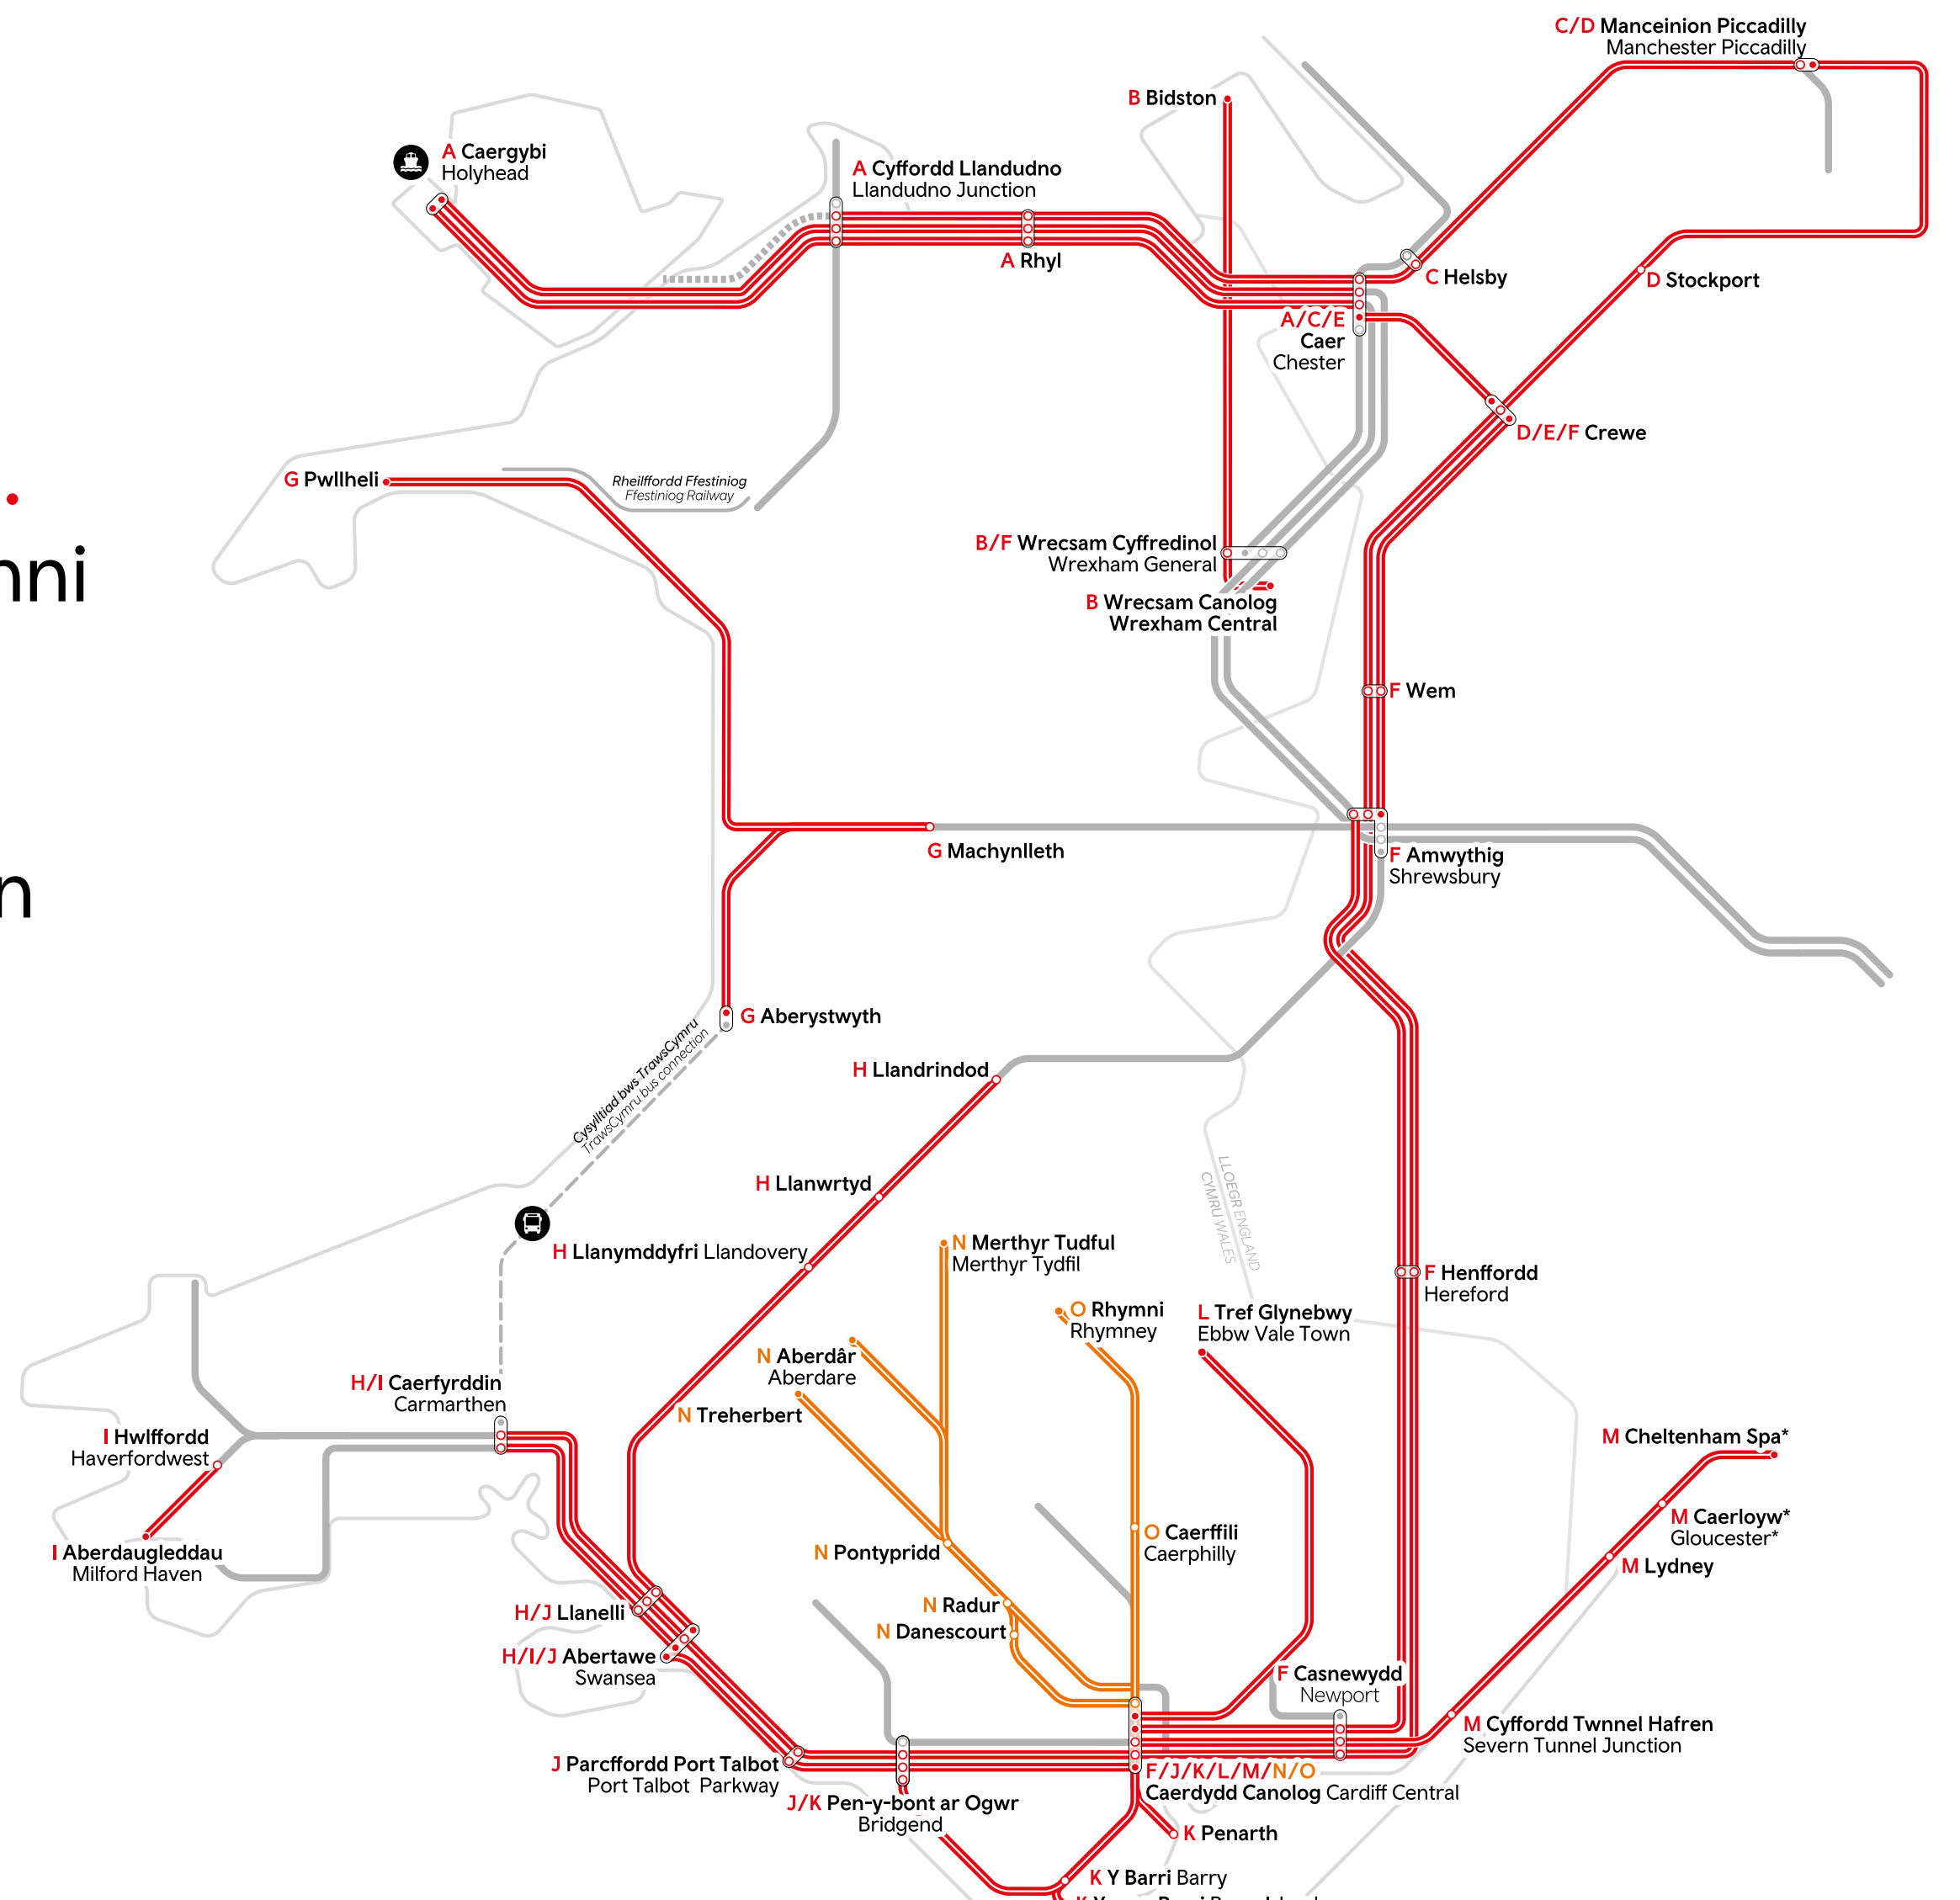 C/D Manceinion Piccadilly
Manchester Piccadilly
B Bidston
A Caergybi
Holyhead
A Cyffordd Llandudno
Llandudno Junction
A Rhyl
C Helsby
D Stockport
A/C/E
Caer
Chester
D/E/F Crewe
G Pwllheli
Rheilffordd Ffestiniog
Ffestiniog Railway
B/F Wrecsam Cyffredinol
Wrexham General
B Wrecsam Canolog
Wrexham Central
F Wem
G Machynlleth
F Amwythig
Shrewsbury
G Aberystwyth
Cysylltiad bws TrawsCymru
TrawsCymru bus connection
H Llandrindod
H Llanwrtyd
LLOEGR ENGLAND
CYMRU WALES
H Llanymddyfri Llandovery
N Merthyr Tudful
Merthyr Tydfil
F Henffordd
Hereford
O Rhymni
Rhymney
L Tref Glynebwy
Ebbw Vale Town
N Aberdâr
Aberdare
H/I Caerfyrddin
Carmarthen
N Treherbert
I Hwlffordd
Haverfordwest
M Cheltenham Spa*
M Caerloyw*
Gloucester*
O Caerffili
Caerphilly
I Aberdaugleddau
Milford Haven
N Pontypridd
M Lydney
N Radur
H/J Llanelli
N Danescourt
H/I/J Abertawe
Swansea
F Casnewydd
Newport
M Cyffordd Twnnel Hafren
Severn Tunnel Junction
J Parcffordd Port Talbot
Port Talbot Parkway
F/J/K/L/M/N/O
Caerdydd Canolog Cardiff Central
J/K Pen-y-bont ar Ogwr
Bridgend
K Penarth
K Y Barri Barry